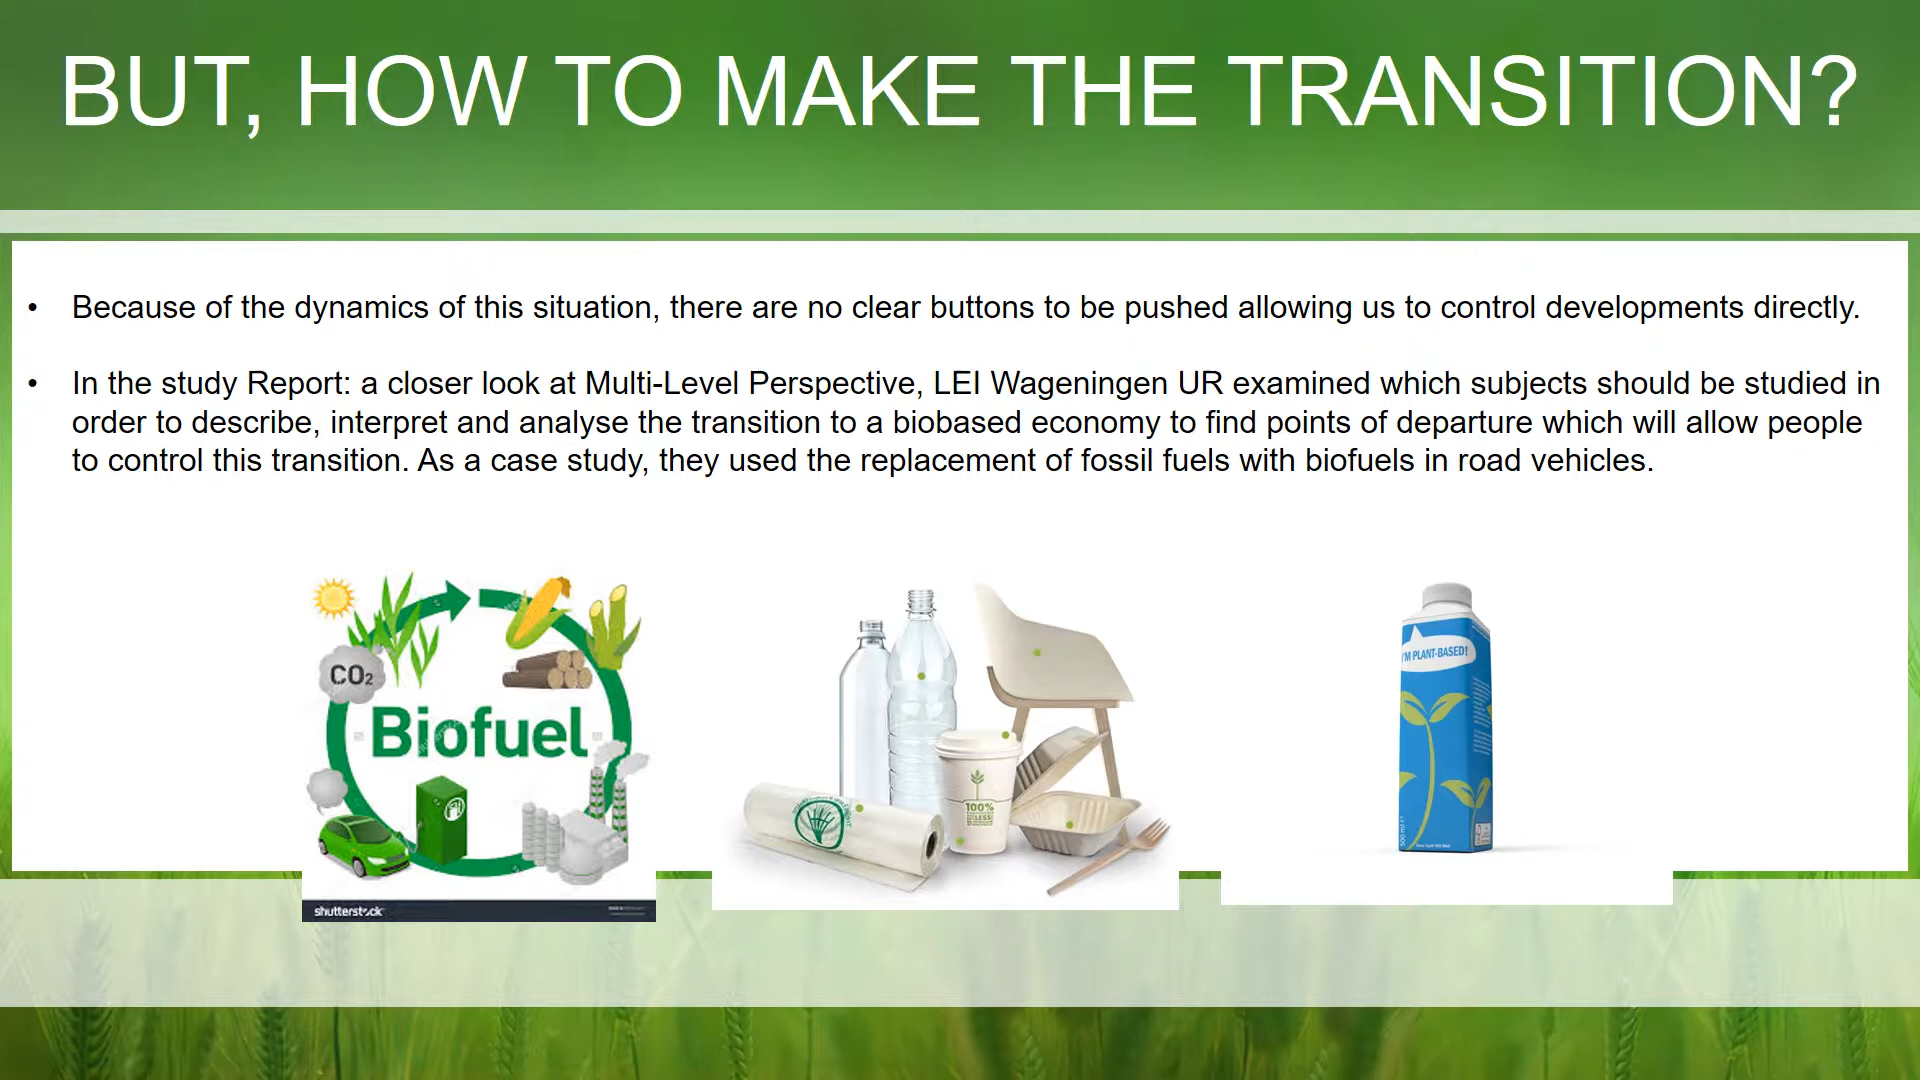 BUT, HOW TO MAKE THE TRANSITION?
• Because of the dynamics of this situation, there are no clear buttons to be pushed allowing us to control developments directly.
• In the study Report: a closer look at Multi-Level Perspective, LEI Wageningen UR examined which subjects should be studied in
order to describe, interpret and analyse the transition to a biobased economy to find points of departure which will allow people
to control this transition. As a case study, they used the replacement of fossil fuels with biofuels in road vehicles.
CO₂
Biofuel
shutterstock
100%
I'M PLANT-BASED!
500 ml